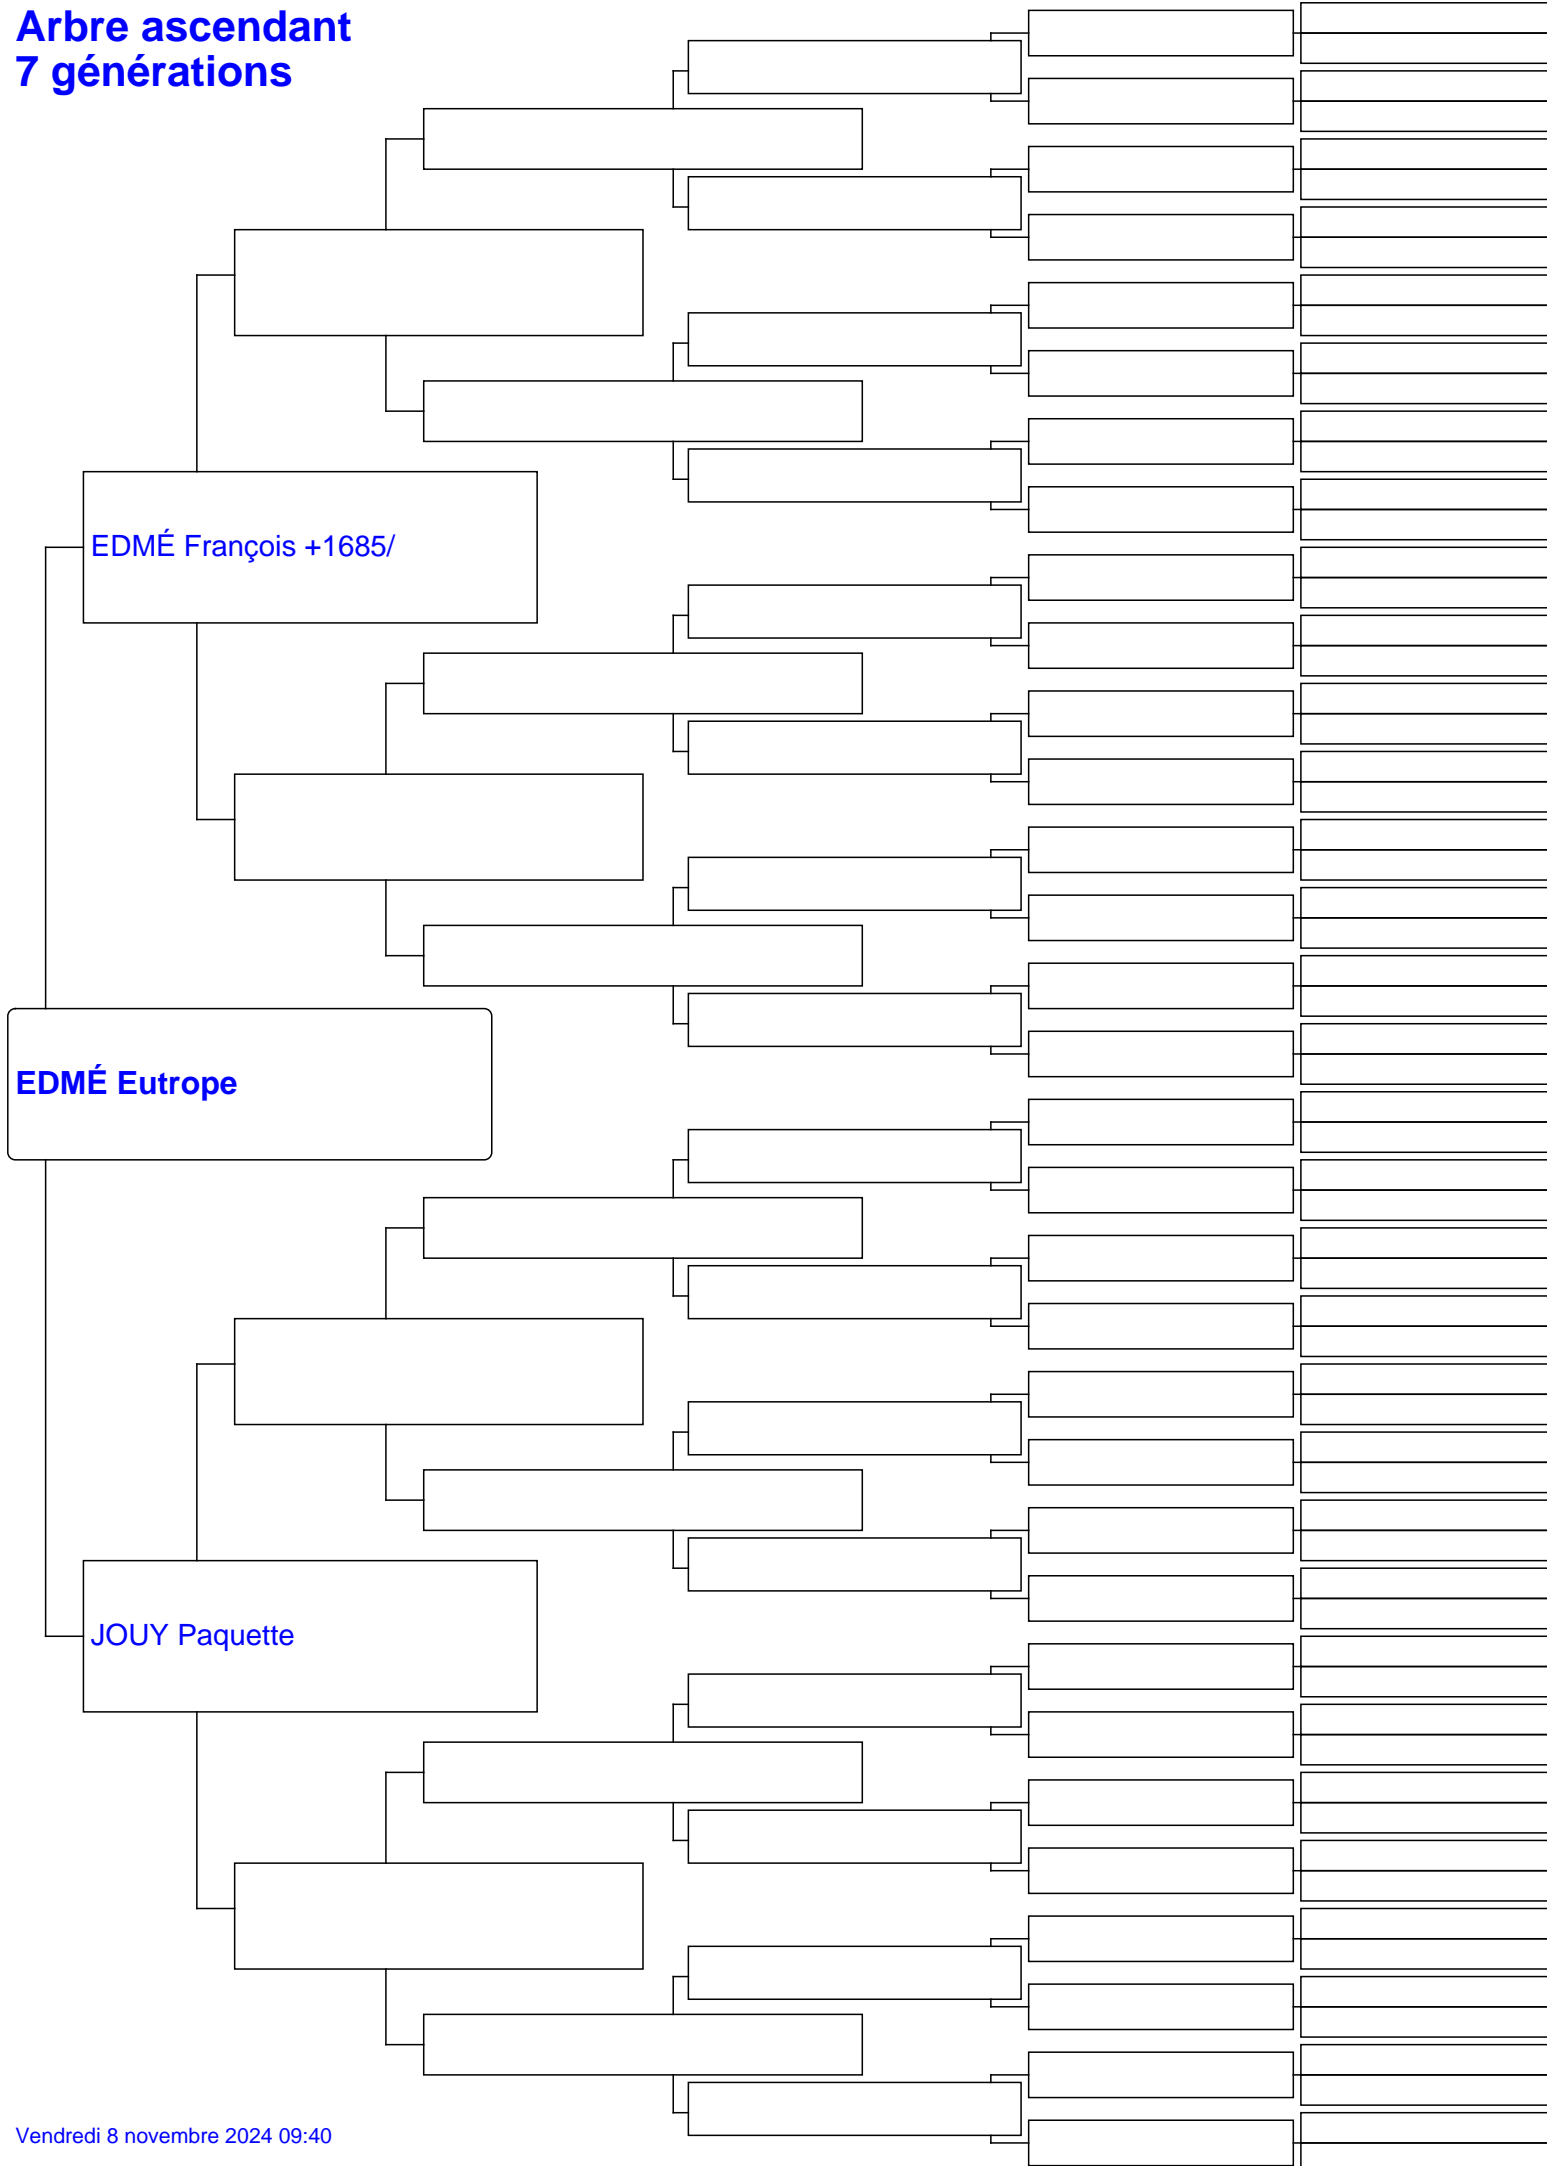 Arbre ascendant
7 générations
EDMÉ François +1685/
EDMÉ Eutrope
JOUY Paquette
Vendredi 8 novembre 2024 09:40